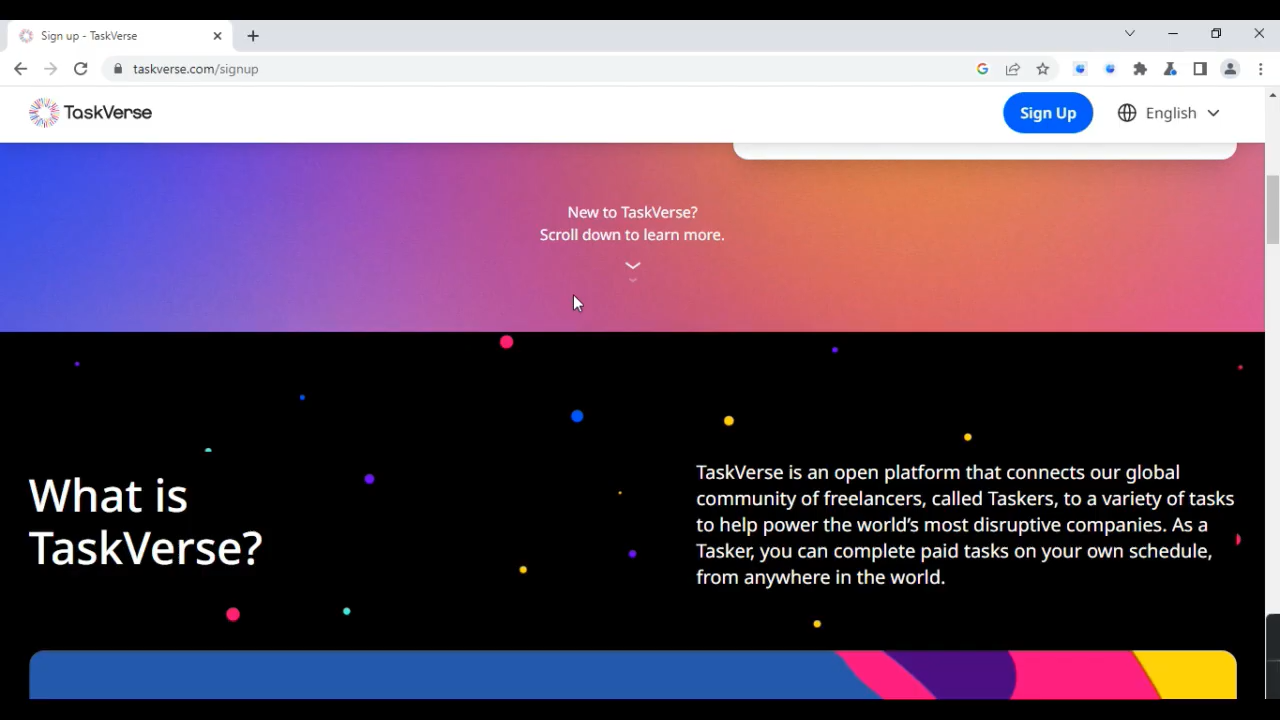 Sign up - TaskVerse
taskverse.com/signup
TaskVerse
Sign Up
English
New to TaskVerse?
Scroll down to learn more.
What is
TaskVerse?
TaskVerse is an open platform that connects our global
community of freelancers, called Taskers, to a variety of tasks
to help power the world’s most disruptive companies. As a
Tasker, you can complete paid tasks on your own schedule,
from anywhere in the world.